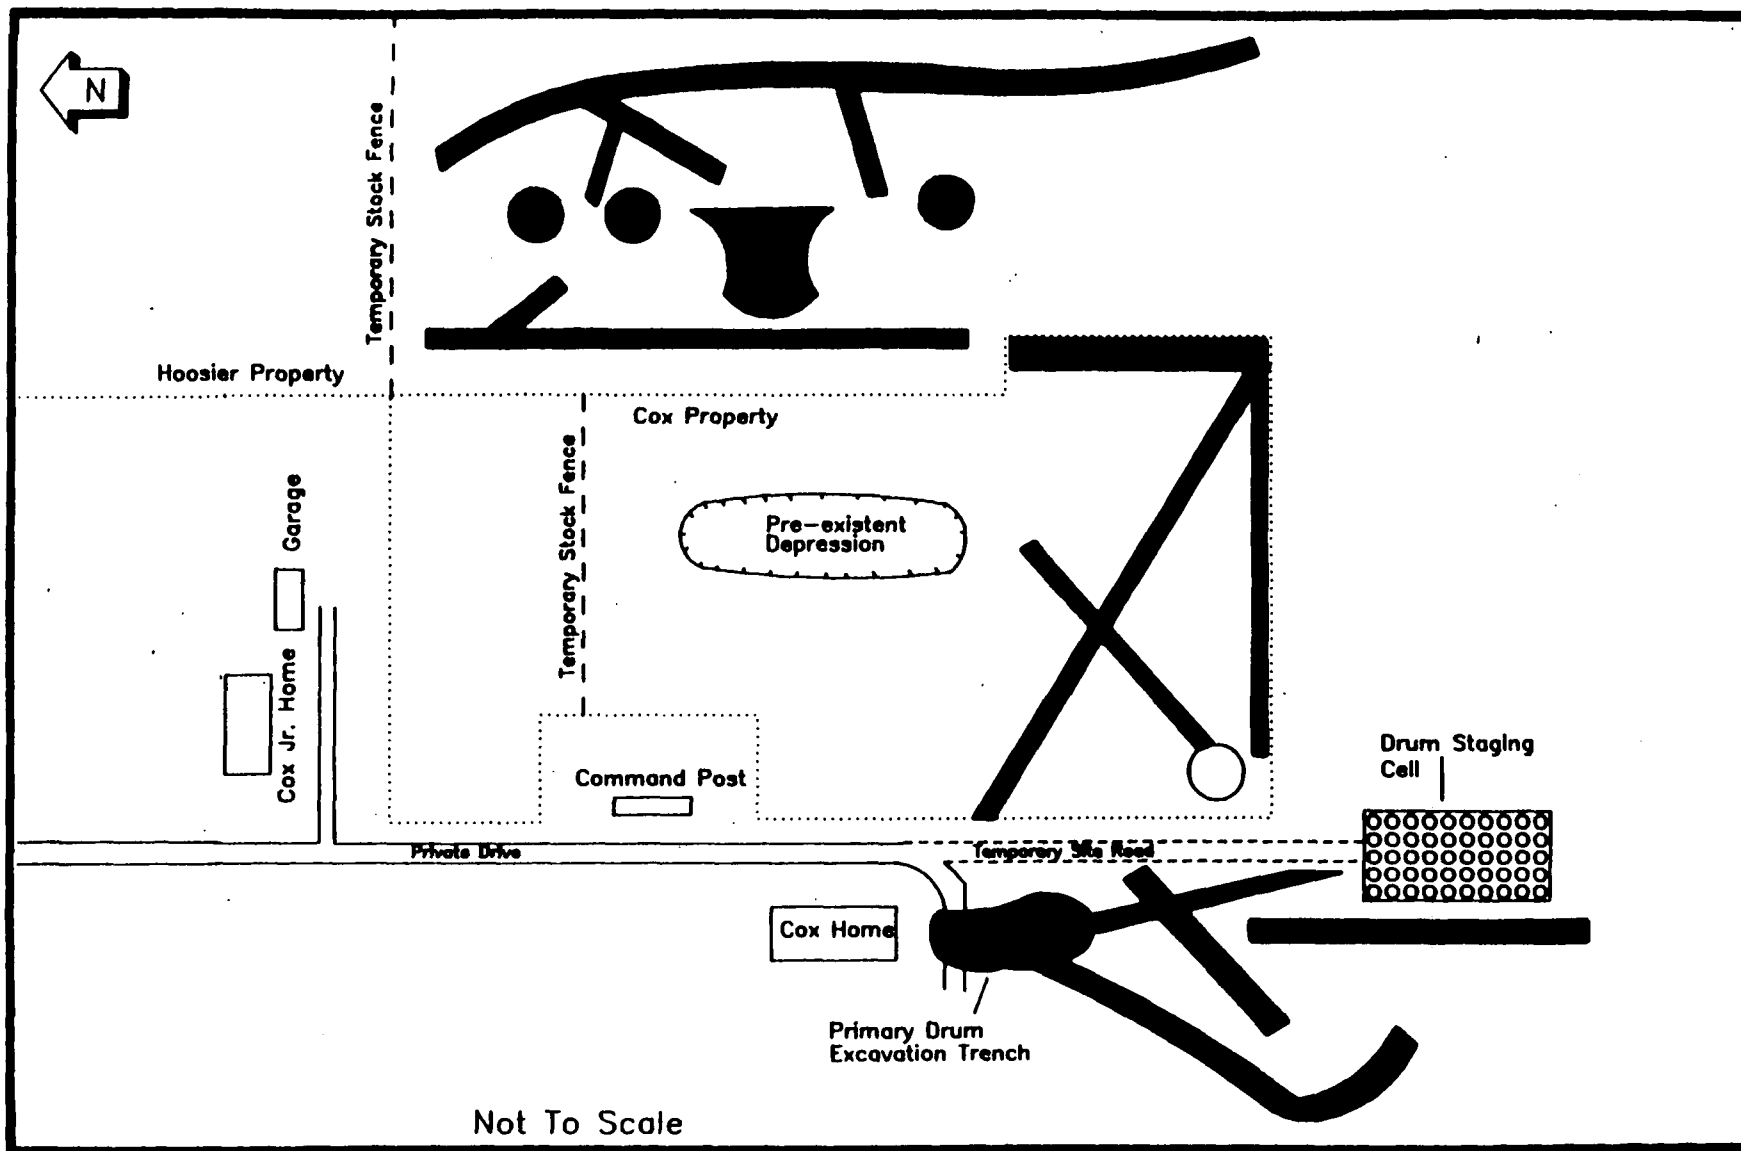 N
Temporary Stock Fence
Hoosier Property
Cox Property
Temporary Stock Fence
Pre-existent
Depression
Garage
Cox Jr. Home
Command Post
Drum Staging
Cell
Private Drive
Temporary Site Road
Cox Home
Primary Drum
Excavation Trench
Not To Scale